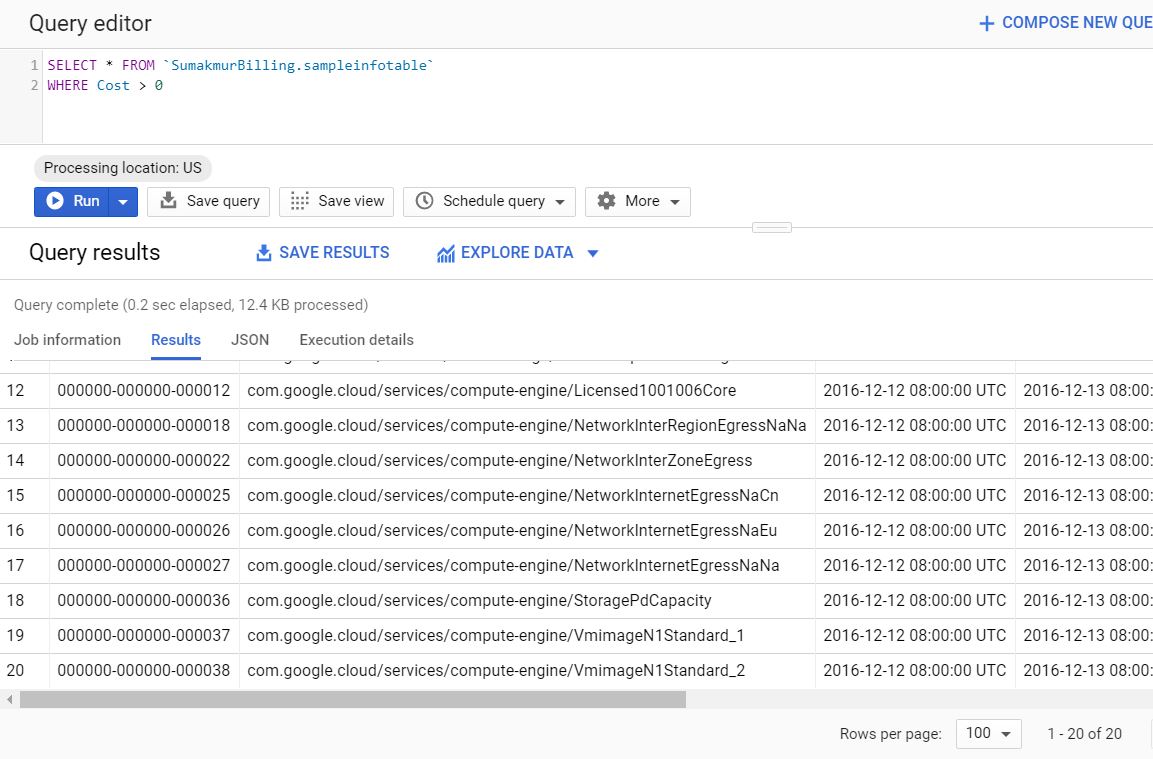 Query editor
COMPOSE NEW QUE
1 SELECT * FROM `SumakmurBilling.sampleinfotable`
2 WHERE Cost > 0
Processing location: US
Run Save query Save view Schedule query More
Query results SAVE RESULTS EXPLORE DATA
Query complete (0.2 sec elapsed, 12.4 KB processed)
Job information Results JSON Execution details
12 000000-000000-000012 com.google.cloud/services/compute-engine/Licensed1001006Core 2016-12-12 08:00:00 UTC 2016-12-13 08:00:
13 000000-000000-000018 com.google.cloud/services/compute-engine/NetworkInterRegionEgressNaNa 2016-12-12 08:00:00 UTC 2016-12-13 08:00:
14 000000-000000-000022 com.google.cloud/services/compute-engine/NetworkInterZoneEgress 2016-12-12 08:00:00 UTC 2016-12-13 08:00:
15 000000-000000-000025 com.google.cloud/services/compute-engine/NetworkInternetEgressNaCn 2016-12-12 08:00:00 UTC 2016-12-13 08:00:
16 000000-000000-000026 com.google.cloud/services/compute-engine/NetworkInternetEgressNaEu 2016-12-12 08:00:00 UTC 2016-12-13 08:00:
17 000000-000000-000027 com.google.cloud/services/compute-engine/NetworkInternetEgressNaNa 2016-12-12 08:00:00 UTC 2016-12-13 08:00:
18 000000-000000-000036 com.google.cloud/services/compute-engine/StoragePdCapacity 2016-12-12 08:00:00 UTC 2016-12-13 08:00:
19 000000-000000-000037 com.google.cloud/services/compute-engine/VmimageN1Standard_1 2016-12-12 08:00:00 UTC 2016-12-13 08:00:
20 000000-000000-000038 com.google.cloud/services/compute-engine/VmimageN1Standard_2 2016-12-12 08:00:00 UTC 2016-12-13 08:00:
Rows per page: 100 1 - 20 of 20